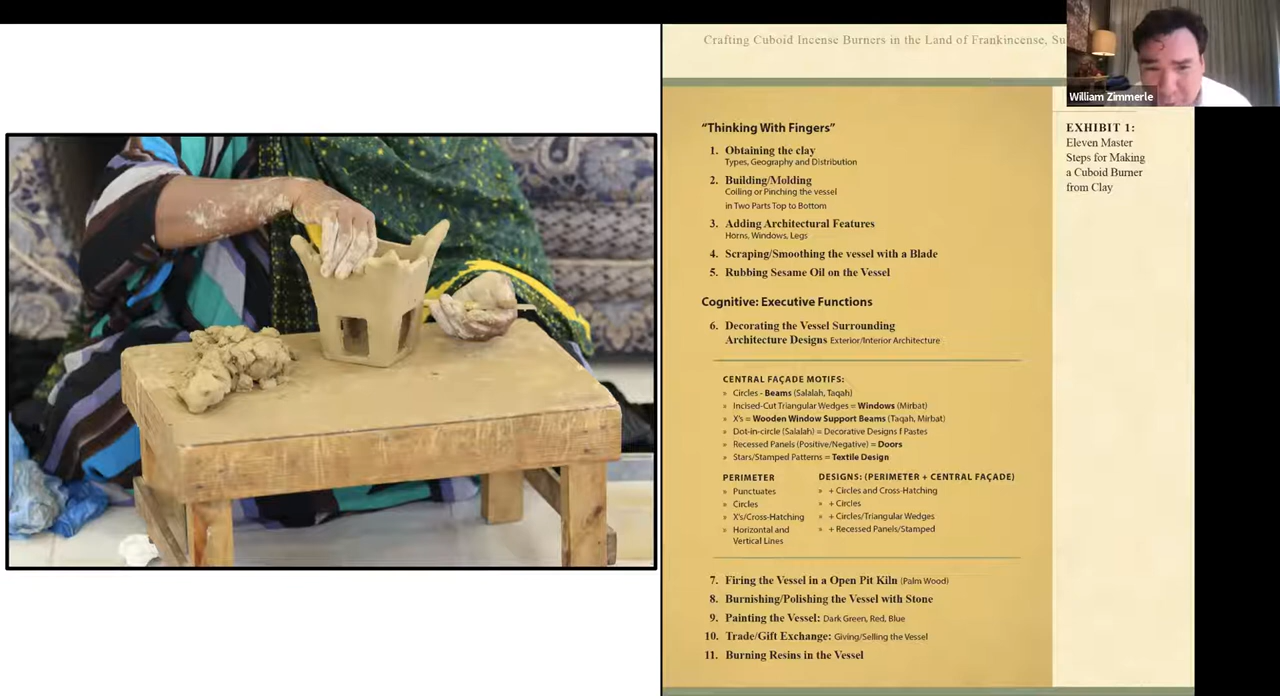 Crafting Cuboid Incense Burners in the Land of Frankincense, Su
William Zimmerle
"Thinking With Fingers"
1. Obtaining the clay
Types, Geography and Distribution
2. Building/Molding
Coiling or Pinching the vessel
in Two Parts Top to Bottom
3. Adding Architectural Features
Horns, Windows, Legs
4. Scraping/Smoothing the vessel with a Blade
5. Rubbing Sesame Oil on the Vessel
Cognitive: Executive Functions
6. Decorating the Vessel Surrounding
Architecture Designs Exterior/Interior Architecture
CENTRAL FAÇADE MOTIFS:
» Circles - Beams (Salalah, Taqah)
» Incised-Cut Triangular Wedges = Windows (Mirbat)
» X's = Wooden Window Support Beams (Taqah, Mirbat)
» Dot-in-circle (Salalah) = Decorative Designs f Pastes
» Recessed Panels (Positive/Negative) = Doors
» Stars/Stamped Patterns = Textile Design
PERIMETER
» Punctuates
» Circles
» X's/Cross-Hatching
» Horizontal and
Vertical Lines
DESIGNS: (PERIMETER + CENTRAL FAÇADE)
» + Circles and Cross-Hatching
» + Circles
» + Circles/Triangular Wedges
» + Recessed Panels/Stamped
7. Firing the Vessel in a Open Pit Kiln (Palm Wood)
8. Burnishing/Polishing the Vessel with Stone
9. Painting the Vessel: Dark Green, Red, Blue
10. Trade/Gift Exchange: Giving/Selling the Vessel
11. Burning Resins in the Vessel
EXHIBIT 1:
Eleven Master
Steps for Making
a Cuboid Burner
from Clay